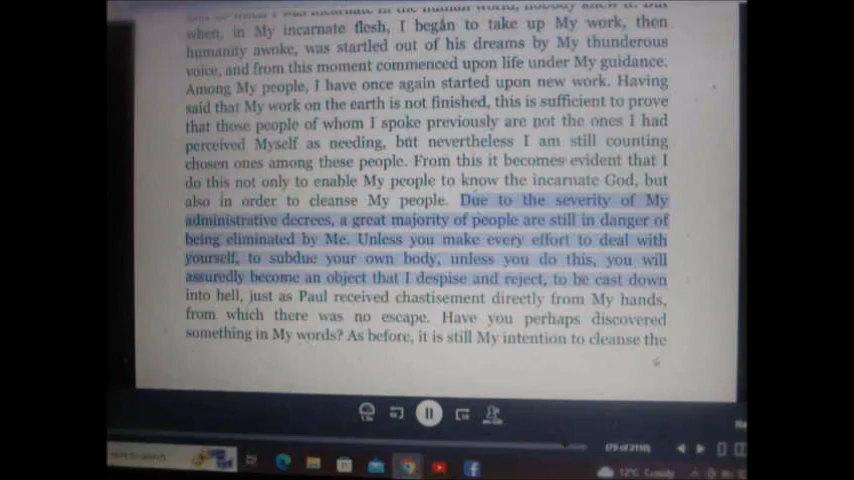 when, in My incarnate flesh, I began to take up My work, then
humanity awoke, was startled out of his dreams by My thunderous
voice, and from this moment commenced upon life under My guidance.
Among My people, I have once again started upon new work. Having
said that My work on the earth is not finished, this is sufficient to prove
that those people of whom I spoke previously are not the ones I had
perceived Myself as needing, but nevertheless I am still counting
chosen ones among these people. From this it becomes evident that I
do this not only to enable My people to know the incarnate God, but
also in order to cleanse My people. Due to the severity of My
administrative decrees, a great majority of people are still in danger of
being eliminated by Me. Unless you make every effort to deal with
yourself, to subdue your own body, unless you do this, you will
assuredly become an object that I despise and reject, to be cast down
into hell, just as Paul received chastisement directly from My hands,
from which there was no escape. Have you perhaps discovered
something in My words? As before, it is still My intention to cleanse the
12°C Cloudy